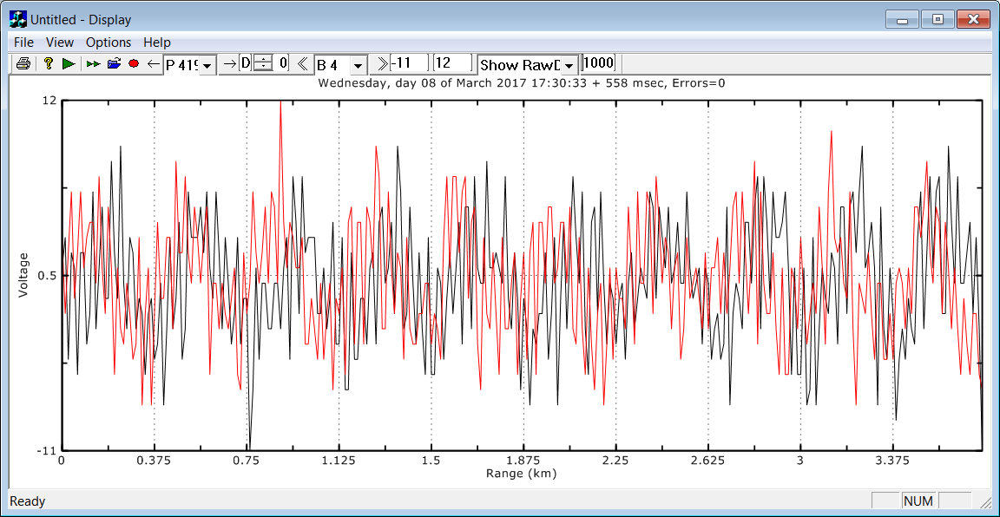 Untitled - Display
File View Options Help
P 419 D 0 B 4 -11 12 Show RawD 1000
Wednesday, day 08 of March 2017 17:30:33 + 558 msec, Errors=0
12
0.5
-11
Voltage
0 0.375 0.75 1.125 1.5 1.875 2.25 2.625 3 3.375
Range (km)
Ready NUM